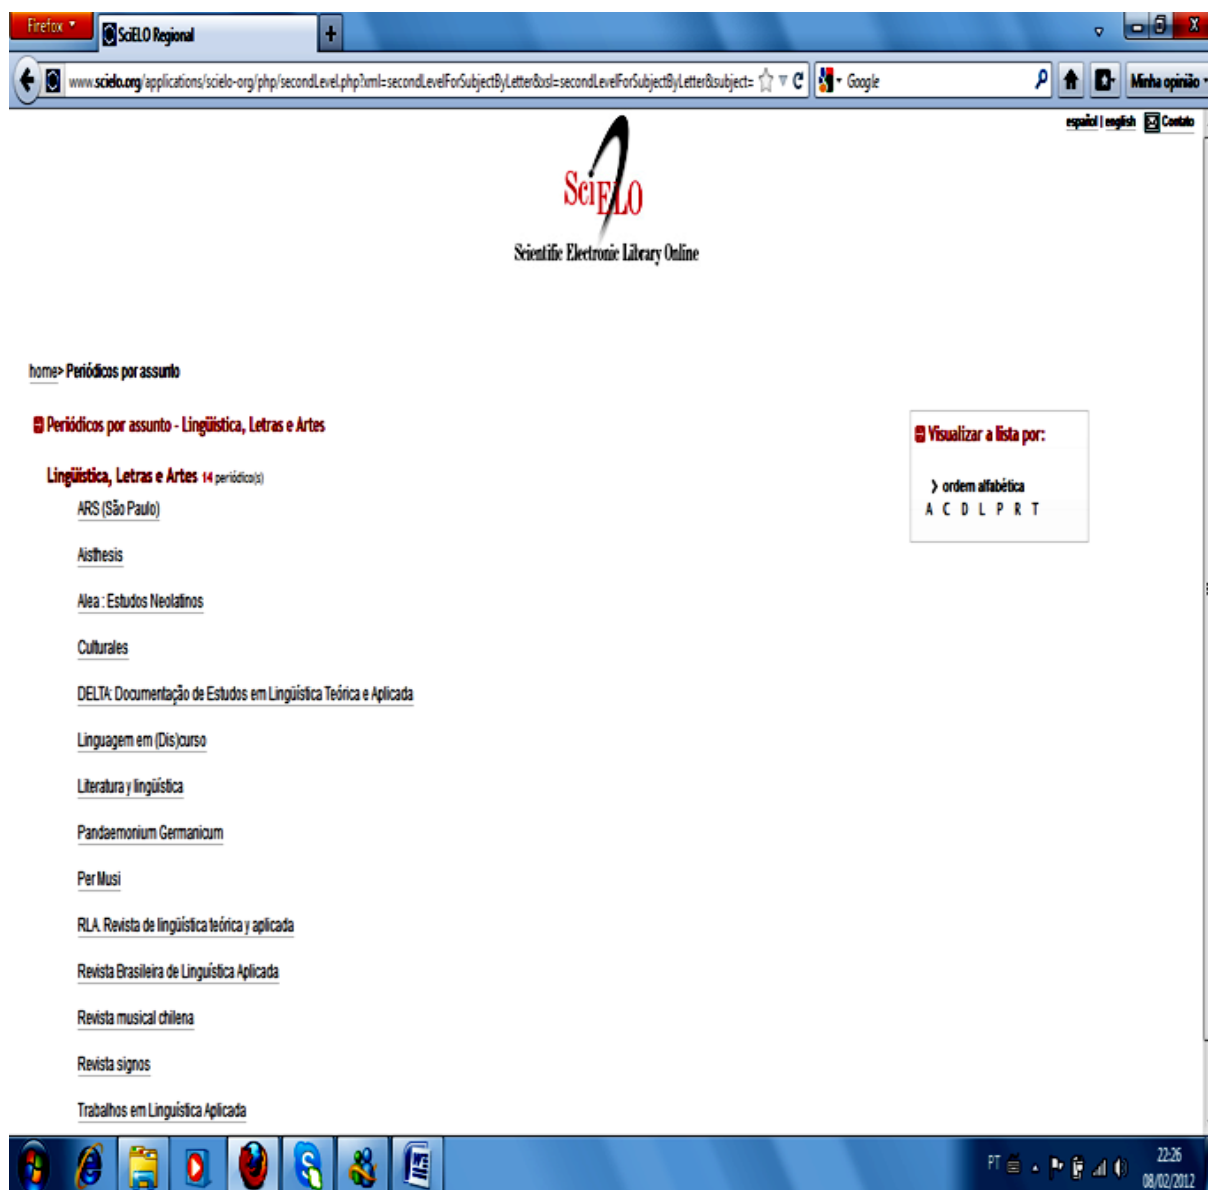 Firefox
SciELO Regional
www.scielo.org/applications/scielo-org/php/secondLevel.php?xml=secondLevelForSubjectByLetter&xsl=secondLevelForSubjectByLetter&subject=
Google
Minha opinião
español | english Contato
SciELO
Scientific Electronic Library Online
home> Periódicos por assunto
Periódicos por assunto - Lingüística, Letras e Artes
Visualizar a lista por:
Lingüística, Letras e Artes 14 periódico(s)
ordem alfabética
A C D L P R T
ARS (São Paulo)
Aisthesis
Alea : Estudos Neolatinos
Culturales
DELTA: Documentação de Estudos em Lingüística Teórica e Aplicada
Linguagem em (Dis)curso
Literatura y lingüística
Pandaemonium Germanicum
Per Musi
RLA. Revista de lingüística teórica y aplicada
Revista Brasileira de Linguística Aplicada
Revista musical chilena
Revista signos
Trabalhos em Linguística Aplicada
PT
22:26
08/02/2012